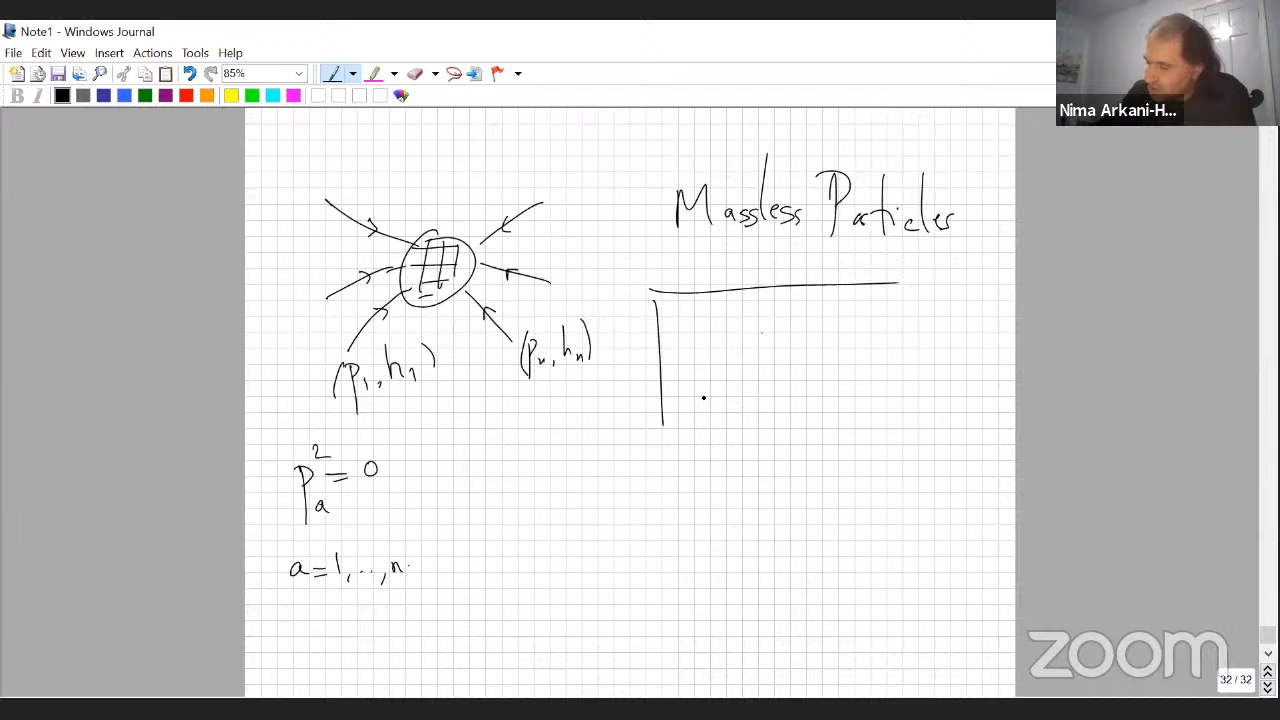 Note1 - Windows Journal
File Edit View Insert Actions Tools Help
85%
B I
Nima Arkani-H...
Massless Particles
(p₁, h₁)
(pₙ, hₙ)
pₐ² = 0
a = 1, .., n.
zoom
32 / 32